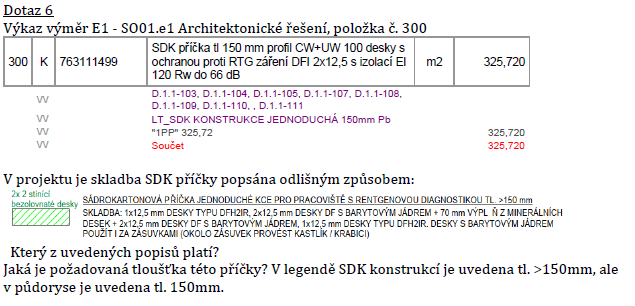 Dotaz 6
Výkaz výměr E1 - SO01.e1 Architektonické řešení, položka č. 300
300 K 763111499 SDK příčka tl 150 mm profil CW+UW 100 desky s ochranou proti RTG záření DFI 2x12,5 s izolací EI 120 Rw do 66 dB m2 325,720
VV D.1.1-103, D.1.1-104, D.1.1-105, D.1.1-107, D.1.1-108, D.1.1-109, D.1.1-110, , D.1.1-111
VV LT_SDK KONSTRUKCE JEDNODUCHÁ 150mm Pb
VV "1PP" 325,72 325,720
VV Součet 325,720
V projektu je skladba SDK příčky popsána odlišným způsobem:
2x 2 stínící
bezolovnaté desky
SÁDROKARTONOVÁ PŘÍČKA JEDNODUCHÉ KCE PRO PRACOVIŠTĚ S RENTGENOVOU DIAGNOSTIKOU TL. >150 mm
SKLADBA: 1x12,5 mm DESKY TYPU DFH2IR, 2x12,5 mm DESKY DF S BARYTOVÝM JÁDREM + 70 mm VÝPL Ň Z MINERÁLNÍCH
DESEK + 2x12,5 mm DESKY DF S BARYTOVÝM JÁDREM, 1x12,5 mm DESKY TYPU DFH2IR. DESKY S BARYTOVÝM JÁDREM
POUŽÍT I ZA ZÁSUVKAMI (OKOLO ZÁSUVEK PROVÉST KASTLÍK / KRABICI)
Který z uvedených popisů platí?
Jaká je požadovaná tloušťka této příčky? V legendě SDK konstrukcí je uvedena tl. >150mm, ale
v půdoryse je uvedena tl. 150mm.